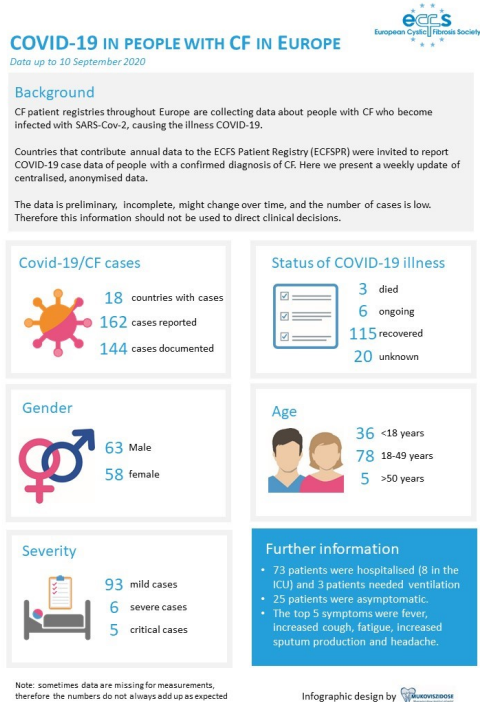 ecfs
European Cystic Fibrosis Society
COVID-19 IN PEOPLE WITH CF IN EUROPE
Data up to 10 September 2020
Background
CF patient registries throughout Europe are collecting data about people with CF who become
infected with SARS-Cov-2, causing the illness COVID-19.
Countries that contribute annual data to the ECFS Patient Registry (ECFSPR) were invited to report
COVID-19 case data of people with a confirmed diagnosis of CF. Here we present a weekly update of
centralised, anonymised data.
The data is preliminary, incomplete, might change over time, and the number of cases is low.
Therefore this information should not be used to direct clinical decisions.
Covid-19/CF cases
18 countries with cases
162 cases reported
144 cases documented
Status of COVID-19 illness
3 died
6 ongoing
115 recovered
20 unknown
Gender
63 Male
58 female
Age
36 <18 years
78 18-49 years
5 >50 years
Severity
93 mild cases
6 severe cases
5 critical cases
Further information
• 73 patients were hospitalised (8 in the
ICU) and 3 patients needed ventilation
• 25 patients were asymptomatic.
• The top 5 symptoms were fever,
increased cough, fatigue, increased
sputum production and headache.
Note: sometimes data are missing for measurements,
therefore the numbers do not always add up as expected
Infographic design by MUKOVISZIDOSE